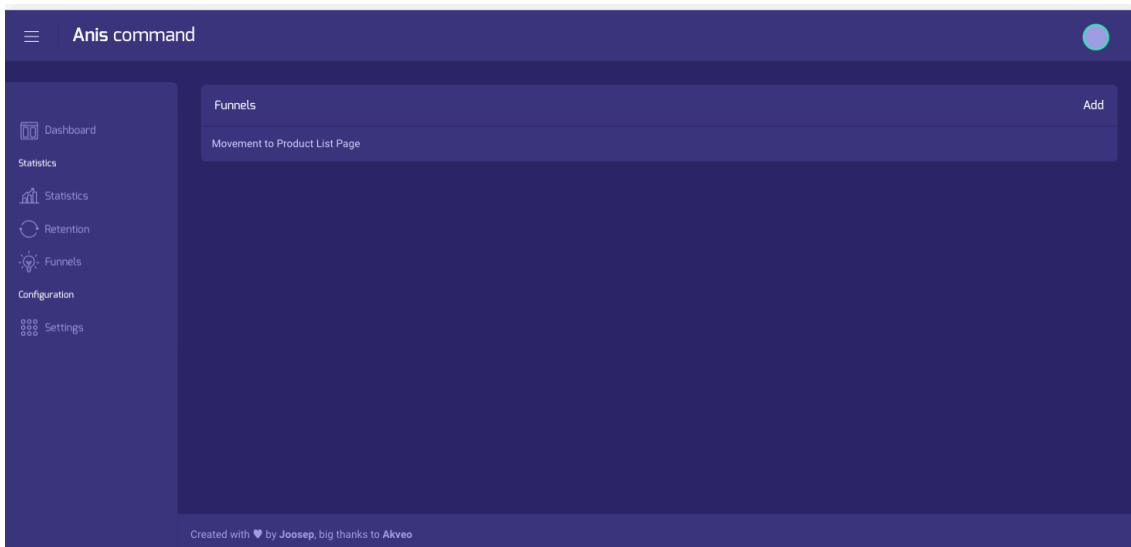 Anis command
Dashboard
Statistics
Statistics
Retention
Funnels
Configuration
Settings
Funnels
Add
Movement to Product List Page
Created with ♥ by Joosep, big thanks to Akveo